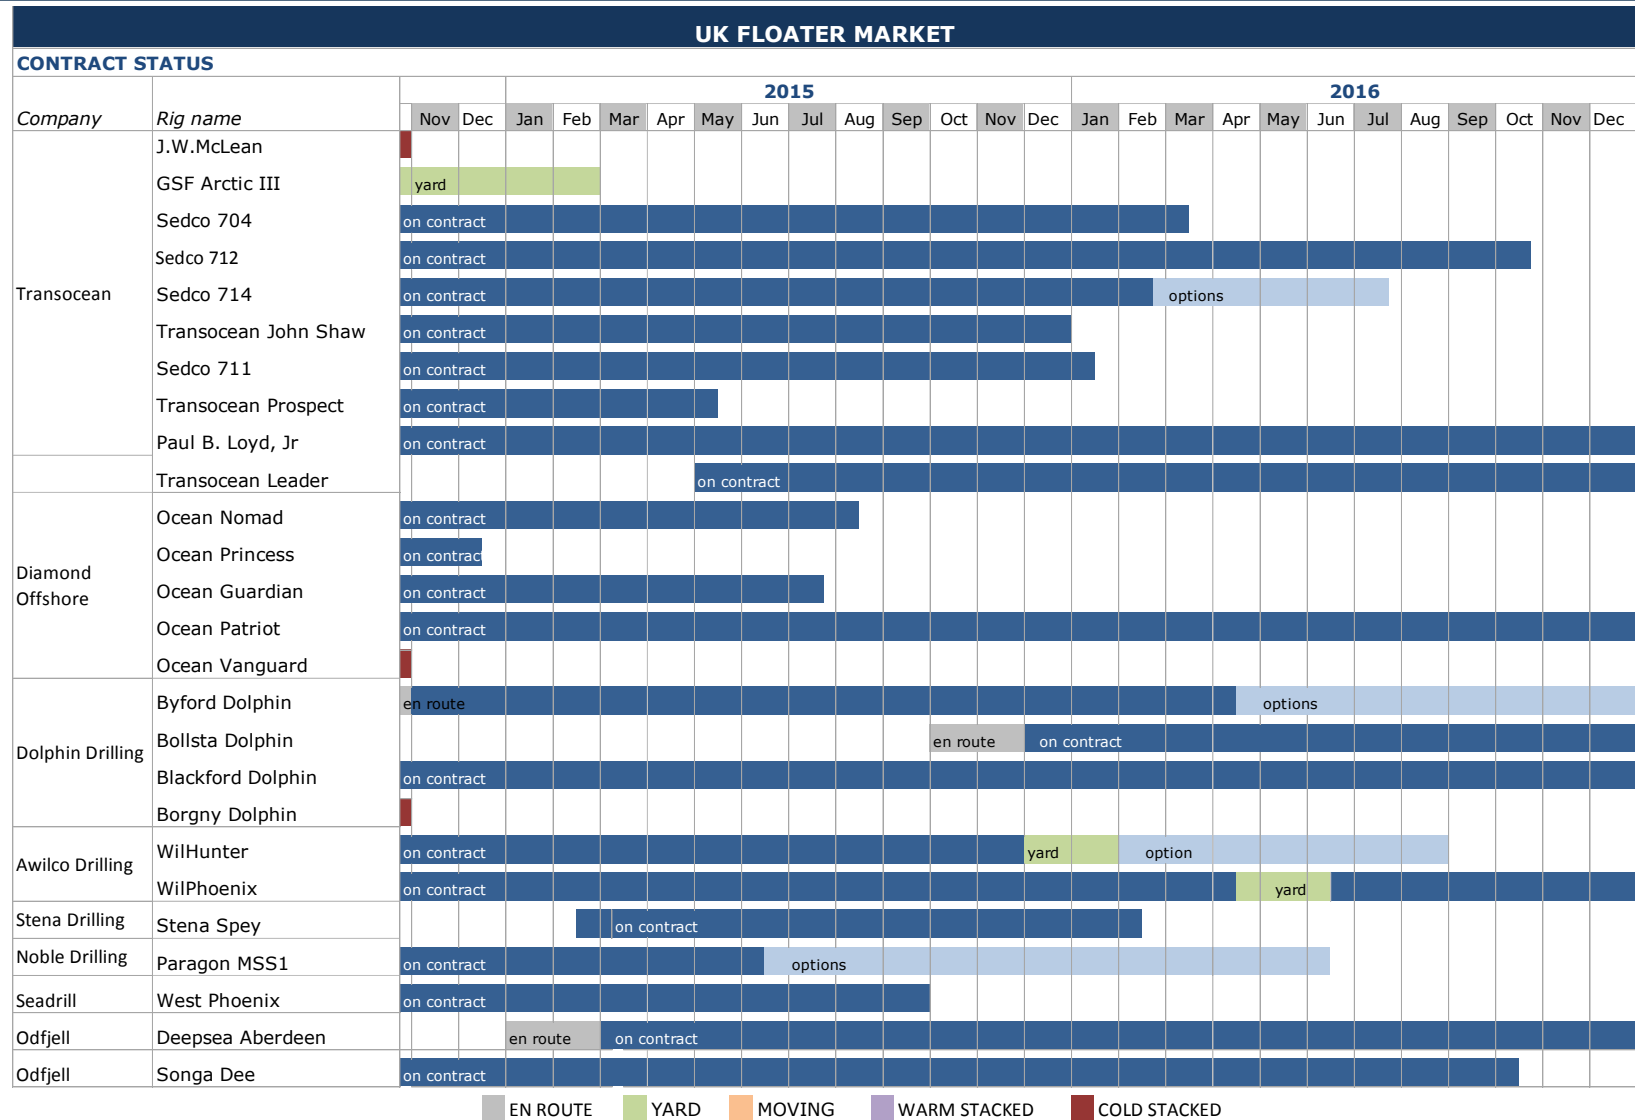 UK FLOATER MARKET
CONTRACT STATUS
2015 2016
Company Rig name Nov Dec Jan Feb Mar Apr May Jun Jul Aug Sep Oct Nov Dec Jan Feb Mar Apr May Jun Jul Aug Sep Oct Nov Dec
J.W.McLean
GSF Arctic III yard
Sedco 704 on contract
Sedco 712 on contract
Transocean Sedco 714 on contract options
Transocean John Shaw on contract
Sedco 711 on contract
Transocean Prospect on contract
Paul B. Loyd, Jr on contract
Transocean Leader on contract
Ocean Nomad on contract
Ocean Princess on contract
Diamond
Offshore
Ocean Guardian on contract
Ocean Patriot on contract
Ocean Vanguard
Byford Dolphin en route options
Dolphin Drilling
Bollsta Dolphin en route on contract
Blackford Dolphin on contract
Borgny Dolphin
Awilco Drilling
WilHunter on contract yard option
WilPhoenix on contract yard
Stena Drilling Stena Spey on contract
Noble Drilling Paragon MSS1 on contract options
Seadrill West Phoenix on contract
Odfjell Deepsea Aberdeen en route on contract
Odfjell Songa Dee on contract
EN ROUTE YARD MOVING WARM STACKED COLD STACKED